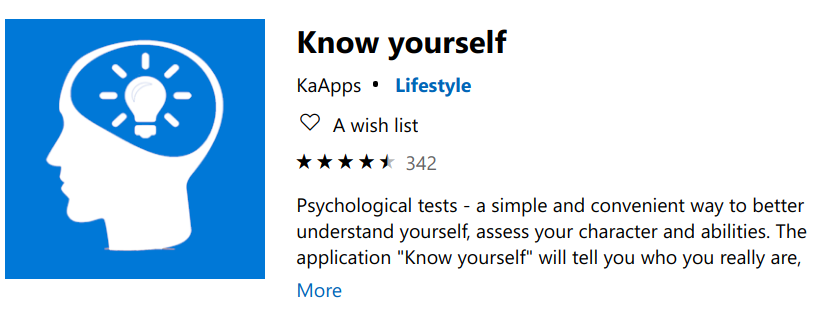 Know yourself
KaApps • Lifestyle
A wish list
342
Psychological tests - a simple and convenient way to better
understand yourself, assess your character and abilities. The
application "Know yourself" will tell you who you really are,
More